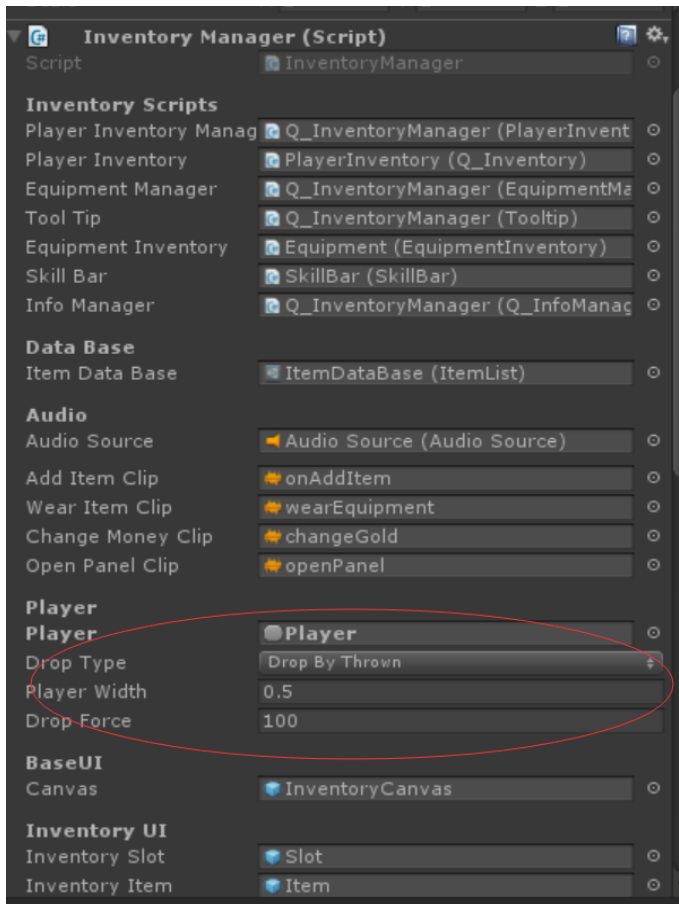 Inventory Manager (Script)
Script InventoryManager
Inventory Scripts
Player Inventory Manag Q_InventoryManager (PlayerInvent
Player Inventory PlayerInventory (Q_Inventory)
Equipment Manager Q_InventoryManager (EquipmentMa
Tool Tip Q_InventoryManager (Tooltip)
Equipment Inventory Equipment (EquipmentInventory)
Skill Bar SkillBar (SkillBar)
Info Manager Q_InventoryManager (Q_InfoManag
Data Base
Item Data Base ItemDataBase (ItemList)
Audio
Audio Source Audio Source (Audio Source)
Add Item Clip onAddItem
Wear Item Clip wearEquipment
Change Money Clip changeGold
Open Panel Clip openPanel
Player
Player Player
Drop Type Drop By Thrown
Player Width 0.5
Drop Force 100
BaseUI
Canvas InventoryCanvas
Inventory UI
Inventory Slot Slot
Inventory Item Item